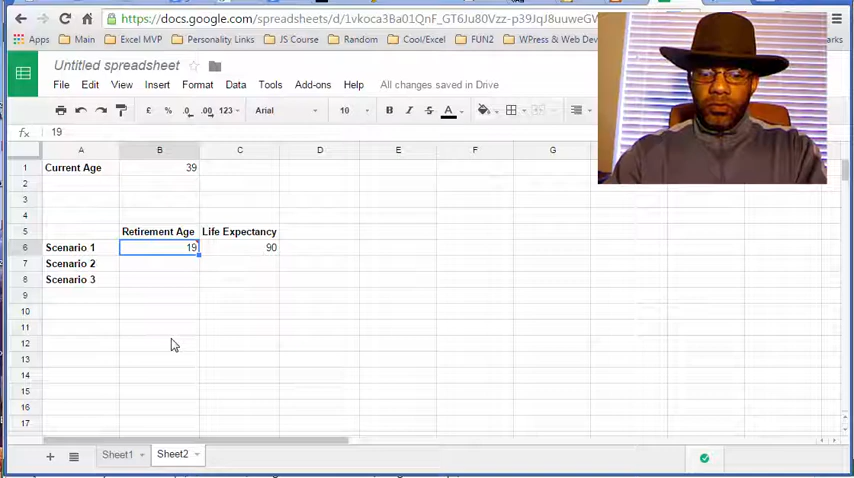 https://docs.google.com/spreadsheets/d/1vkoca3Ba01QnF_GT6Ju80Vzz-p39JqJ8uuweGV
Apps Main Excel MVP Personality Links JS Course Cool/Excel FUN2 WPress & Web Dev
Untitled spreadsheet
File Edit View Insert Format Data Tools Add-ons Help All changes saved in Drive
£ % .0 .00 123 Arial 10 B I S A
fx 19
A B C D E F G
1 Current Age 39
2
3
4
5 Retirement Age Life Expectancy
6 Scenario 1 19 90
7 Scenario 2
8 Scenario 3
9
10
11
12
13
14
15
16
17
+ Sheet1 Sheet2